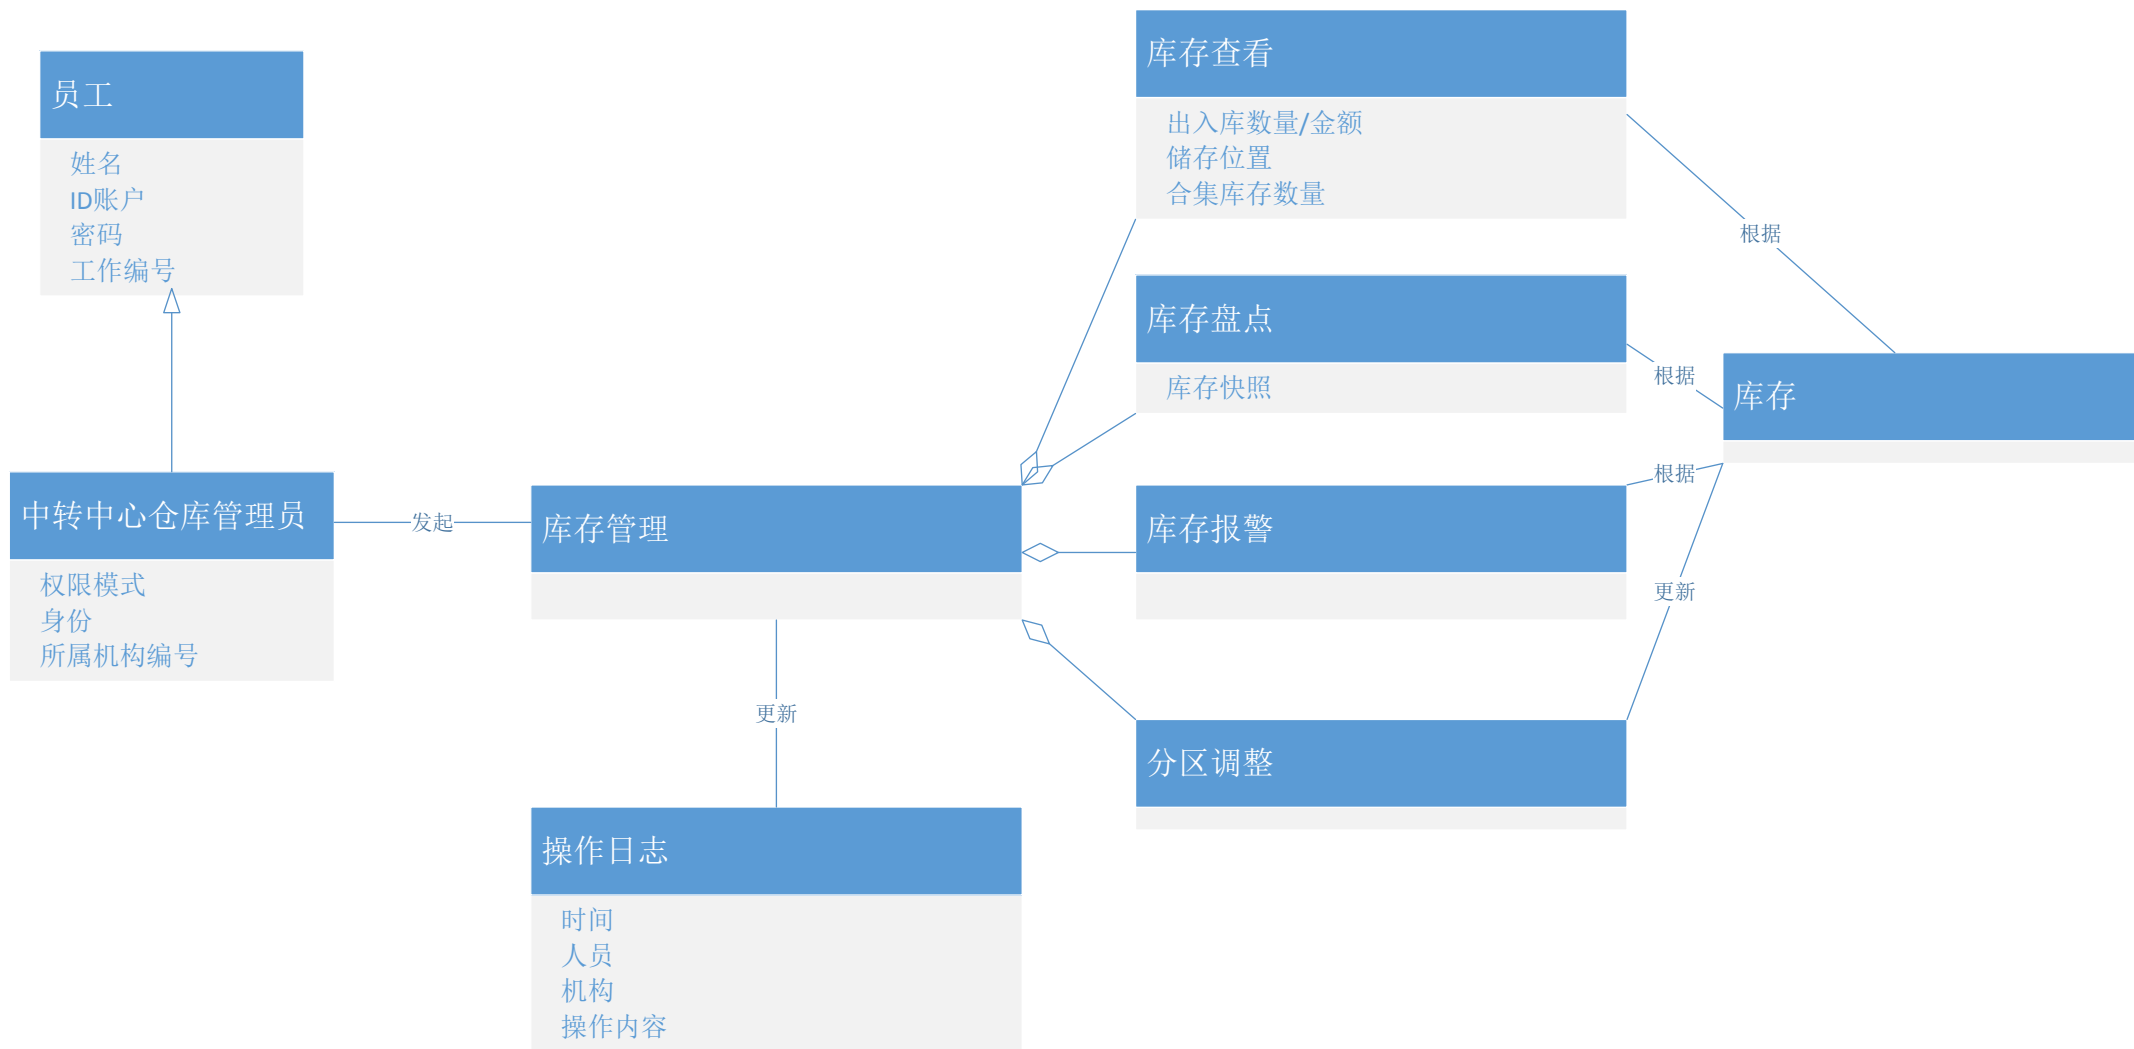 员工
姓名
ID账户
密码
工作编号
中转中心仓库管理员
权限模式
身份
所属机构编号
发起
库存管理
更新
操作日志
时间
人员
机构
操作内容
库存查看
出入库数量/金额
储存位置
合集库存数量
库存盘点
库存快照
库存报警
分区调整
根据
根据
根据
更新
库存